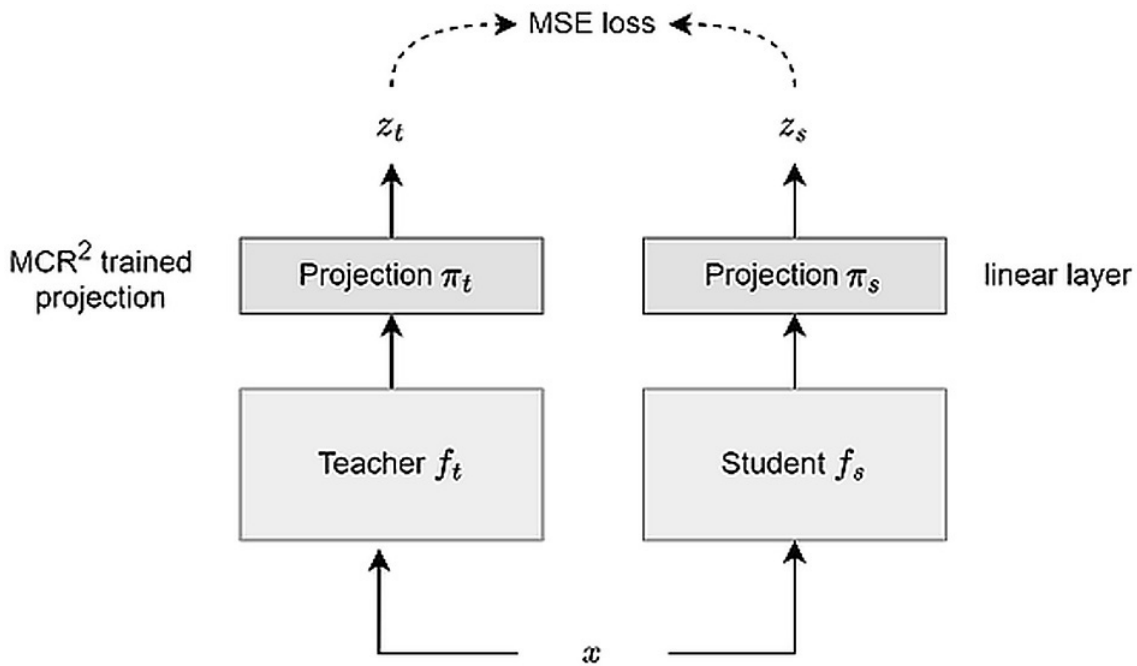 MSE loss
z_t
z_s
MCR² trained
projection
Projection π_t
Projection π_s
linear layer
Teacher f_t
Student f_s
x